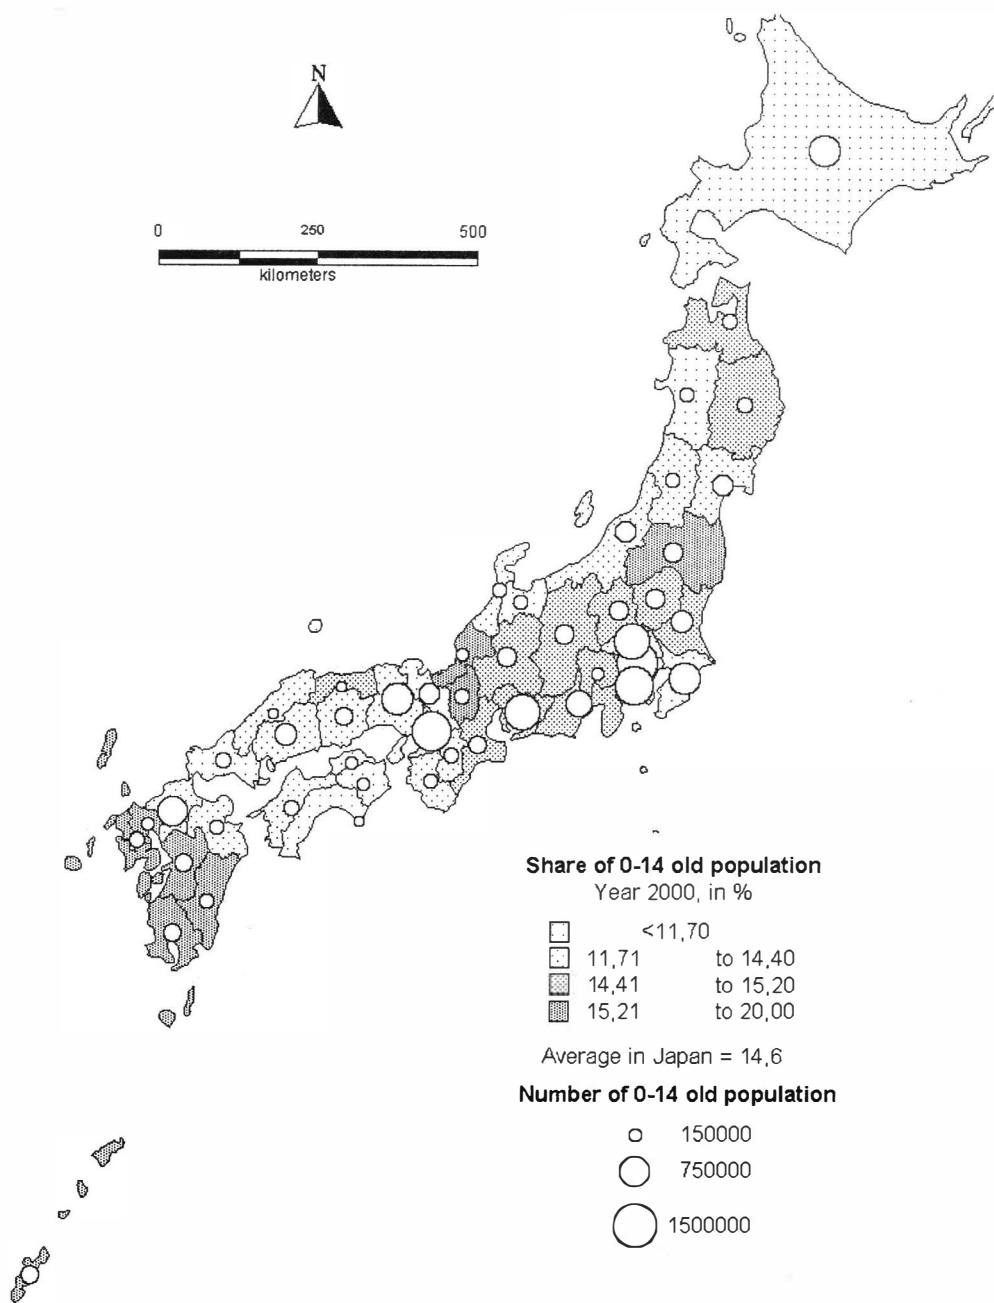 N
0 250 500
kilometers
Share of 0-14 old population
Year 2000, in %
<11,70
11,71 to 14,40
14,41 to 15,20
15,21 to 20,00
Average in Japan = 14,6
Number of 0-14 old population
150000
750000
1500000